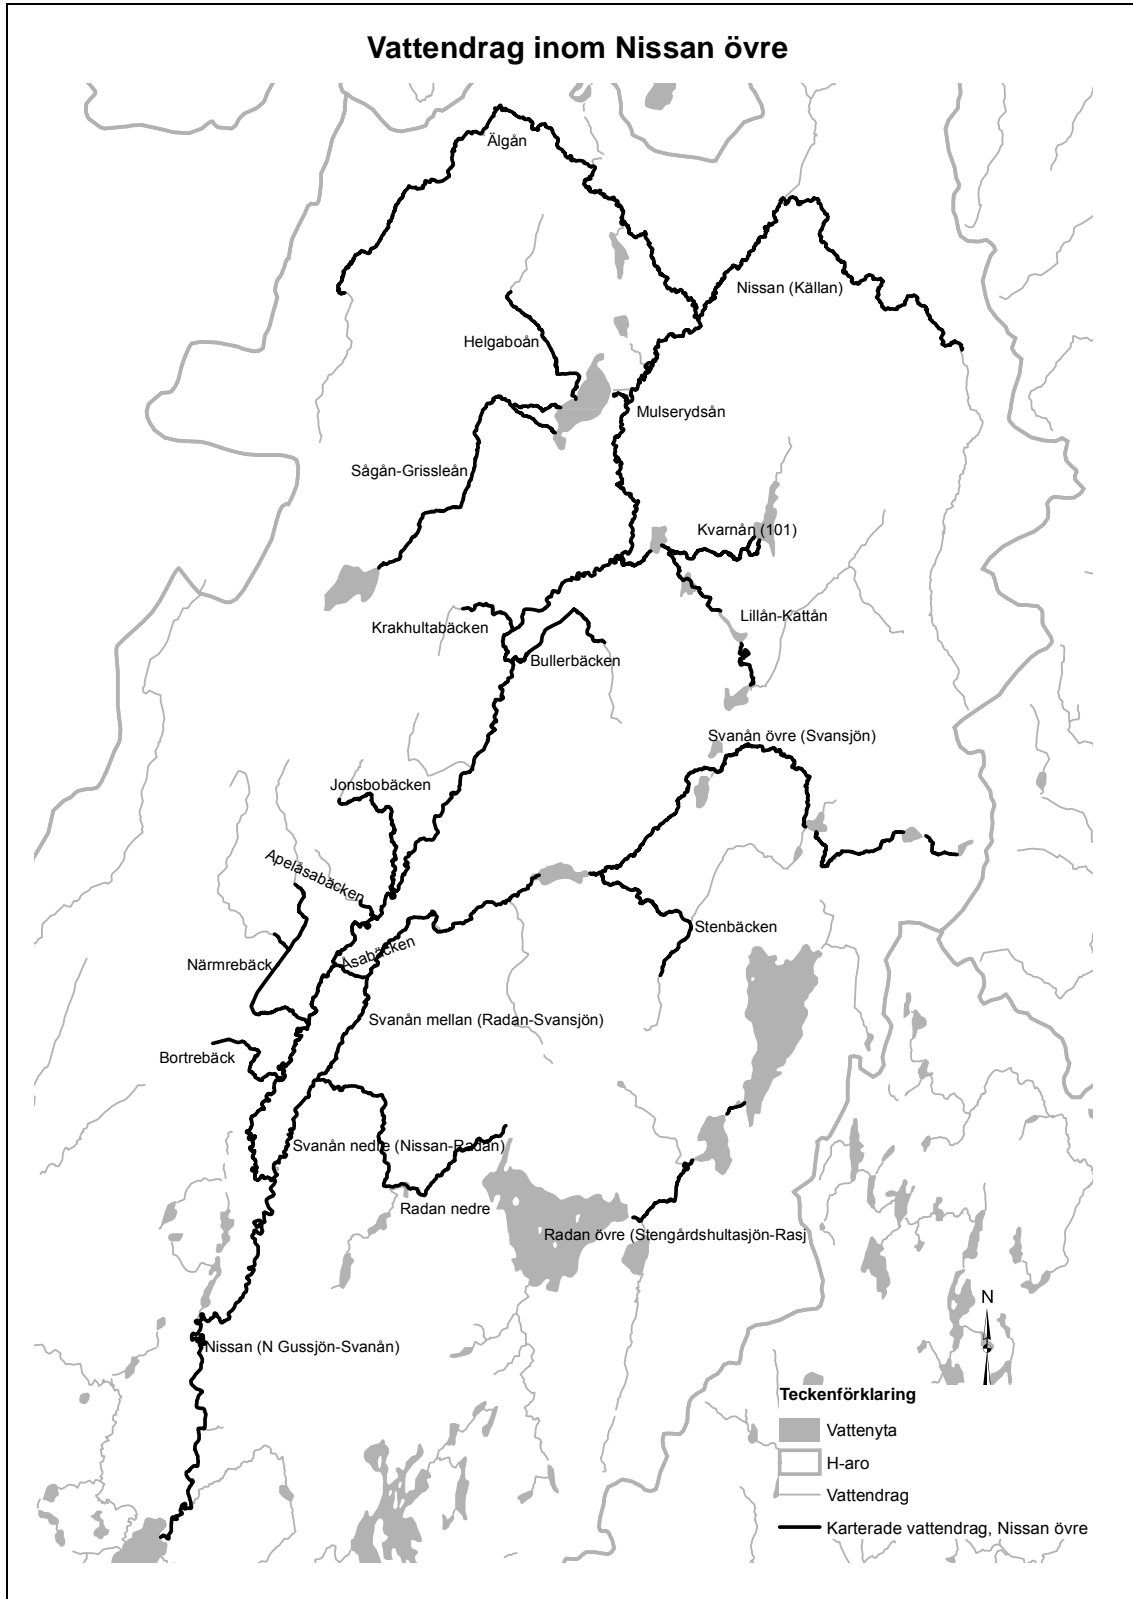 Vattendrag inom Nissan övre
Älgån
Nissan (Källan)
Helgaboån
Mulserydsån
Sågån-Grissleån
Kvarnån (101)
Lillån-Kattån
Krakhultabäcken
Bullerbäcken
Svanån övre (Svansjön)
Jonsbobäcken
Apelåsabäcken
Stenbäcken
Åsabäcken
Närmrebäck
Svanån mellan (Radan-Svansjön)
Bortrebäck
Svanån nedre (Nissan-Radan)
Radan nedre
Radan övre (Stengårdshultasjön-Rasj
N
Nissan (N Gussjön-Svanån)
Teckenförklaring
Vattenyta
H-aro
Vattendrag
Karterade vattendrag, Nissan övre